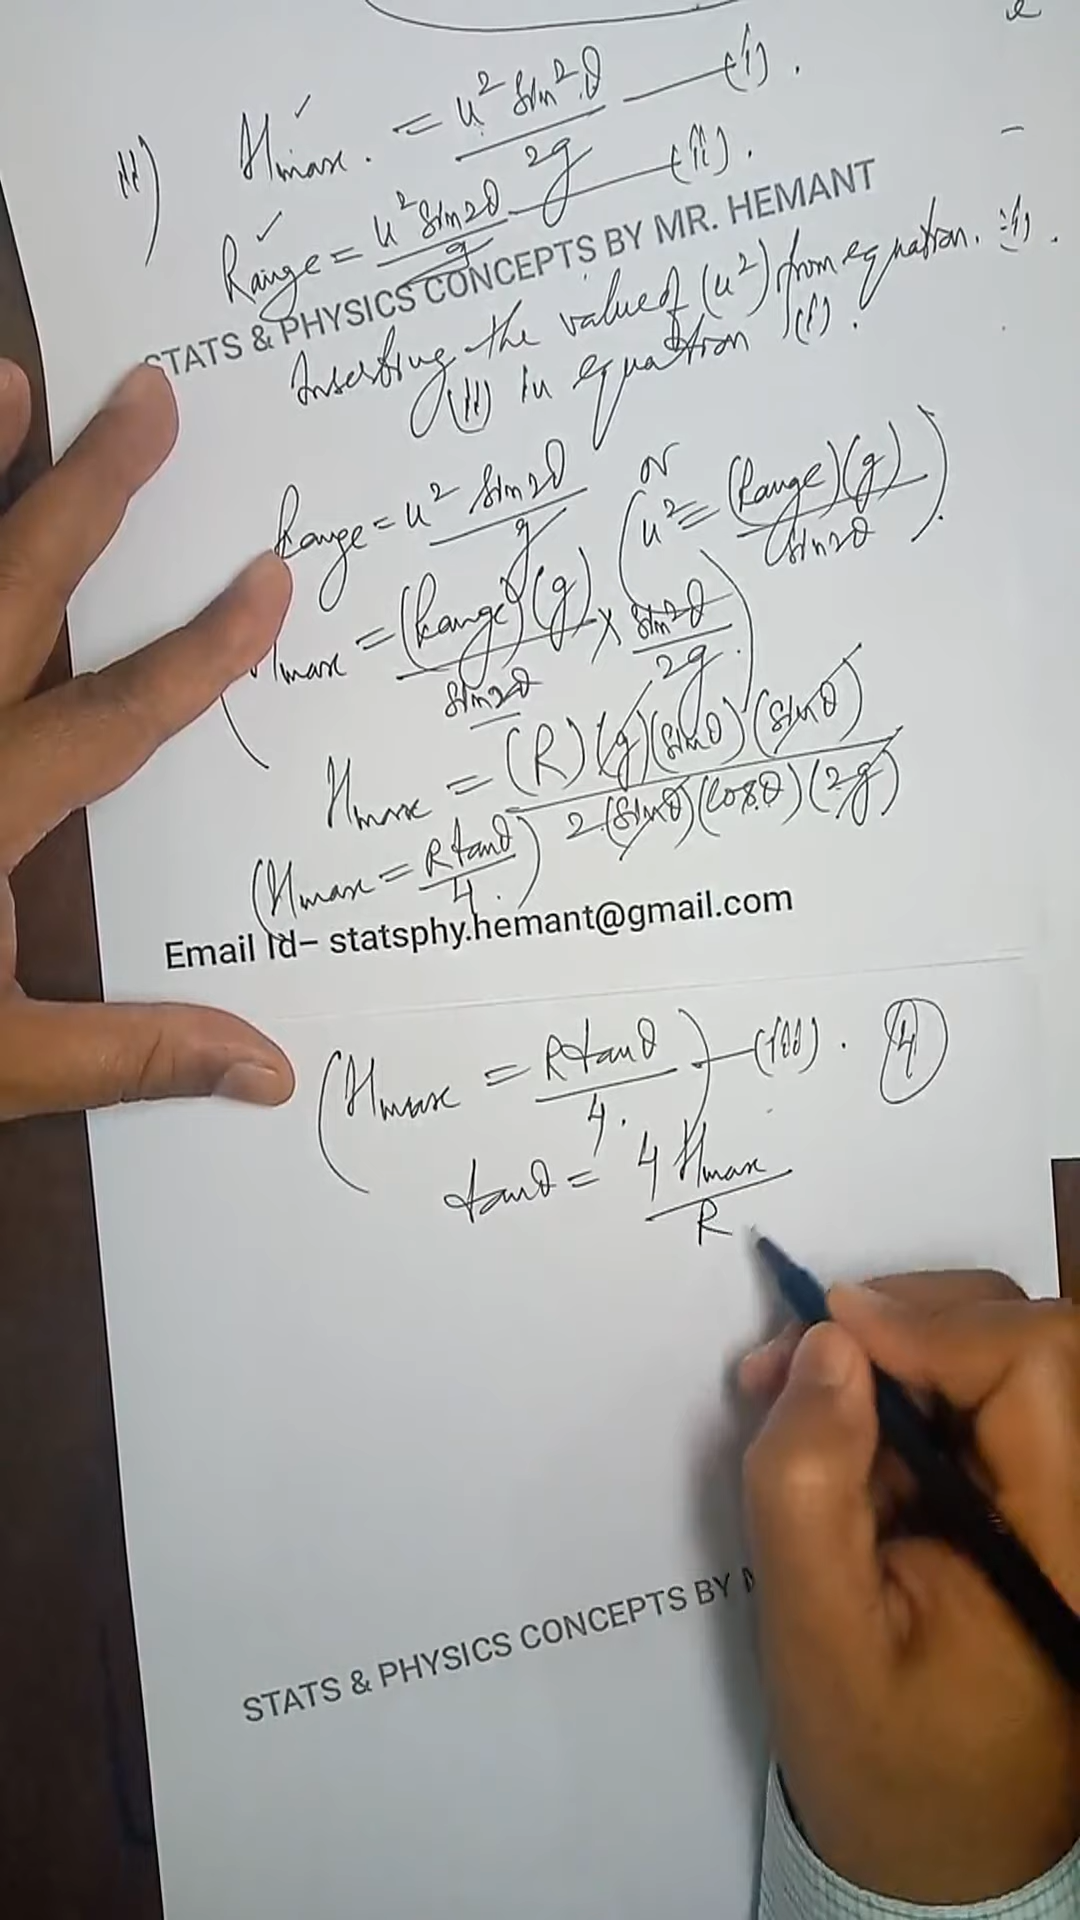 ii) Hmax. = u² sin²θ / 2g — (i).
Range = u² sin2θ / g — (ii).
STATS & PHYSICS CONCEPTS BY MR. HEMANT
Inserting the value of (u²) from equation.
(ii) in equation (i).
Range = u² sin2θ / g or (u² = (Range)(g) / sin2θ)
(Hmax = (Range)(g) / sin2θ × sin²θ / 2g.)
Hmax = (R)(g)(sinθ)(sinθ) / 2(sinθ)(cosθ)(2g)
(Hmax = R tanθ / 4.)
Email Id– statsphy.hemant@gmail.com
(Hmax = R tanθ / 4.) — (iii). 4
tanθ = 4 Hmax / R
STATS & PHYSICS CONCEPTS BY